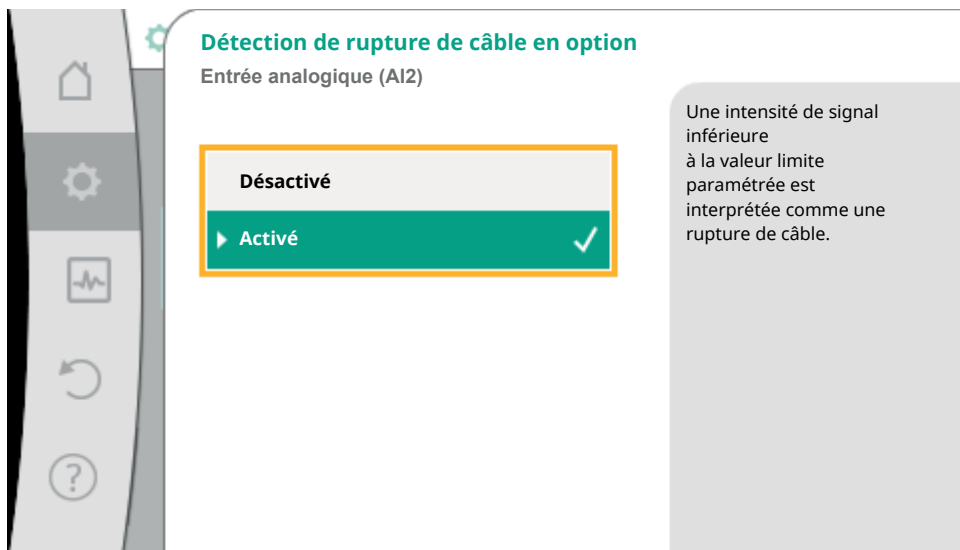 Détection de rupture de câble en option
Entrée analogique (AI2)
Désactivé
Activé
Une intensité de signal
inférieure
à la valeur limite
paramétrée est
interprétée comme une
rupture de câble.
?